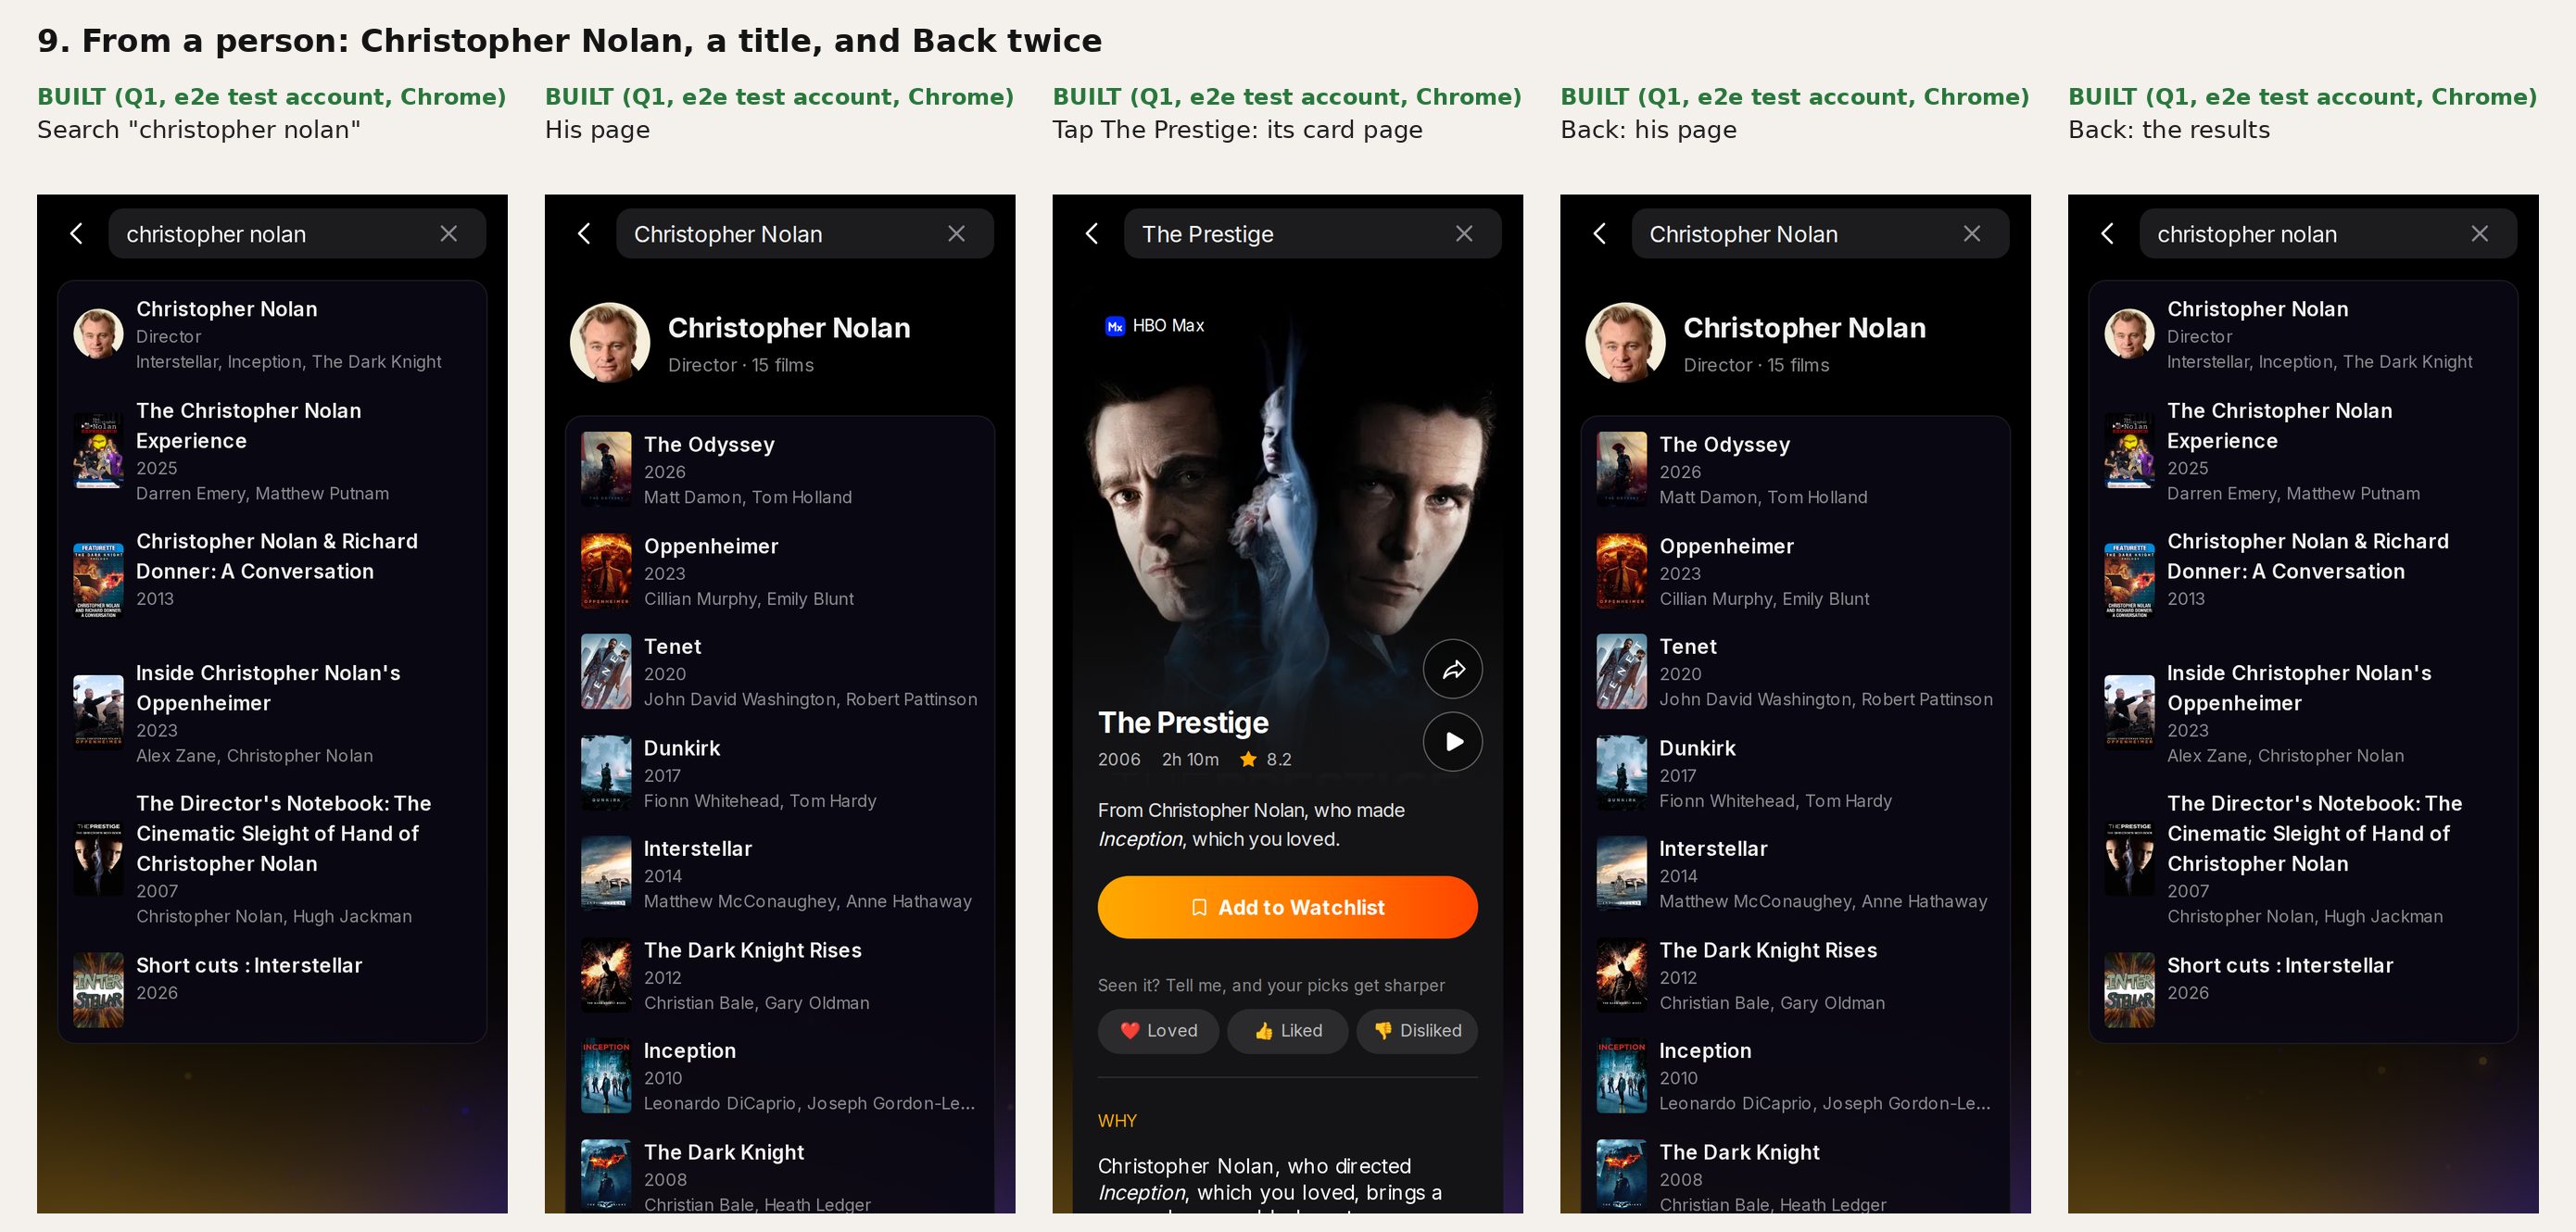 9. From a person: Christopher Nolan, a title, and Back twice
BUILT (Q1, e2e test account, Chrome)
Search "christopher nolan"
christopher nolan
Christopher Nolan
Director
Interstellar, Inception, The Dark Knight
The Christopher Nolan
Experience
2025
Darren Emery, Matthew Putnam
Christopher Nolan & Richard
Donner: A Conversation
2013
Inside Christopher Nolan's
Oppenheimer
2023
Alex Zane, Christopher Nolan
The Director's Notebook: The
Cinematic Sleight of Hand of
Christopher Nolan
2007
Christopher Nolan, Hugh Jackman
Short cuts : Interstellar
2026
BUILT (Q1, e2e test account, Chrome)
His page
Christopher Nolan
Christopher Nolan
Director · 15 films
The Odyssey
2026
Matt Damon, Tom Holland
Oppenheimer
2023
Cillian Murphy, Emily Blunt
Tenet
2020
John David Washington, Robert Pattinson
Dunkirk
2017
Fionn Whitehead, Tom Hardy
Interstellar
2014
Matthew McConaughey, Anne Hathaway
The Dark Knight Rises
2012
Christian Bale, Gary Oldman
Inception
2010
Leonardo DiCaprio, Joseph Gordon-Le...
The Dark Knight
2008
Christian Bale, Heath Ledger
BUILT (Q1, e2e test account, Chrome)
Tap The Prestige: its card page
The Prestige
HBO Max
The Prestige
2006 2h 10m 8.2
From Christopher Nolan, who made
Inception, which you loved.
Add to Watchlist
Seen it? Tell me, and your picks get sharper
Loved Liked Disliked
WHY
Christopher Nolan, who directed
Inception, which you loved, brings a
BUILT (Q1, e2e test account, Chrome)
Back: his page
Christopher Nolan
Christopher Nolan
Director · 15 films
The Odyssey
2026
Matt Damon, Tom Holland
Oppenheimer
2023
Cillian Murphy, Emily Blunt
Tenet
2020
John David Washington, Robert Pattinson
Dunkirk
2017
Fionn Whitehead, Tom Hardy
Interstellar
2014
Matthew McConaughey, Anne Hathaway
The Dark Knight Rises
2012
Christian Bale, Gary Oldman
Inception
2010
Leonardo DiCaprio, Joseph Gordon-Le...
The Dark Knight
2008
Christian Bale, Heath Ledger
BUILT (Q1, e2e test account, Chrome)
Back: the results
christopher nolan
Christopher Nolan
Director
Interstellar, Inception, The Dark Knight
The Christopher Nolan
Experience
2025
Darren Emery, Matthew Putnam
Christopher Nolan & Richard
Donner: A Conversation
2013
Inside Christopher Nolan's
Oppenheimer
2023
Alex Zane, Christopher Nolan
The Director's Notebook: The
Cinematic Sleight of Hand of
Christopher Nolan
2007
Christopher Nolan, Hugh Jackman
Short cuts : Interstellar
2026